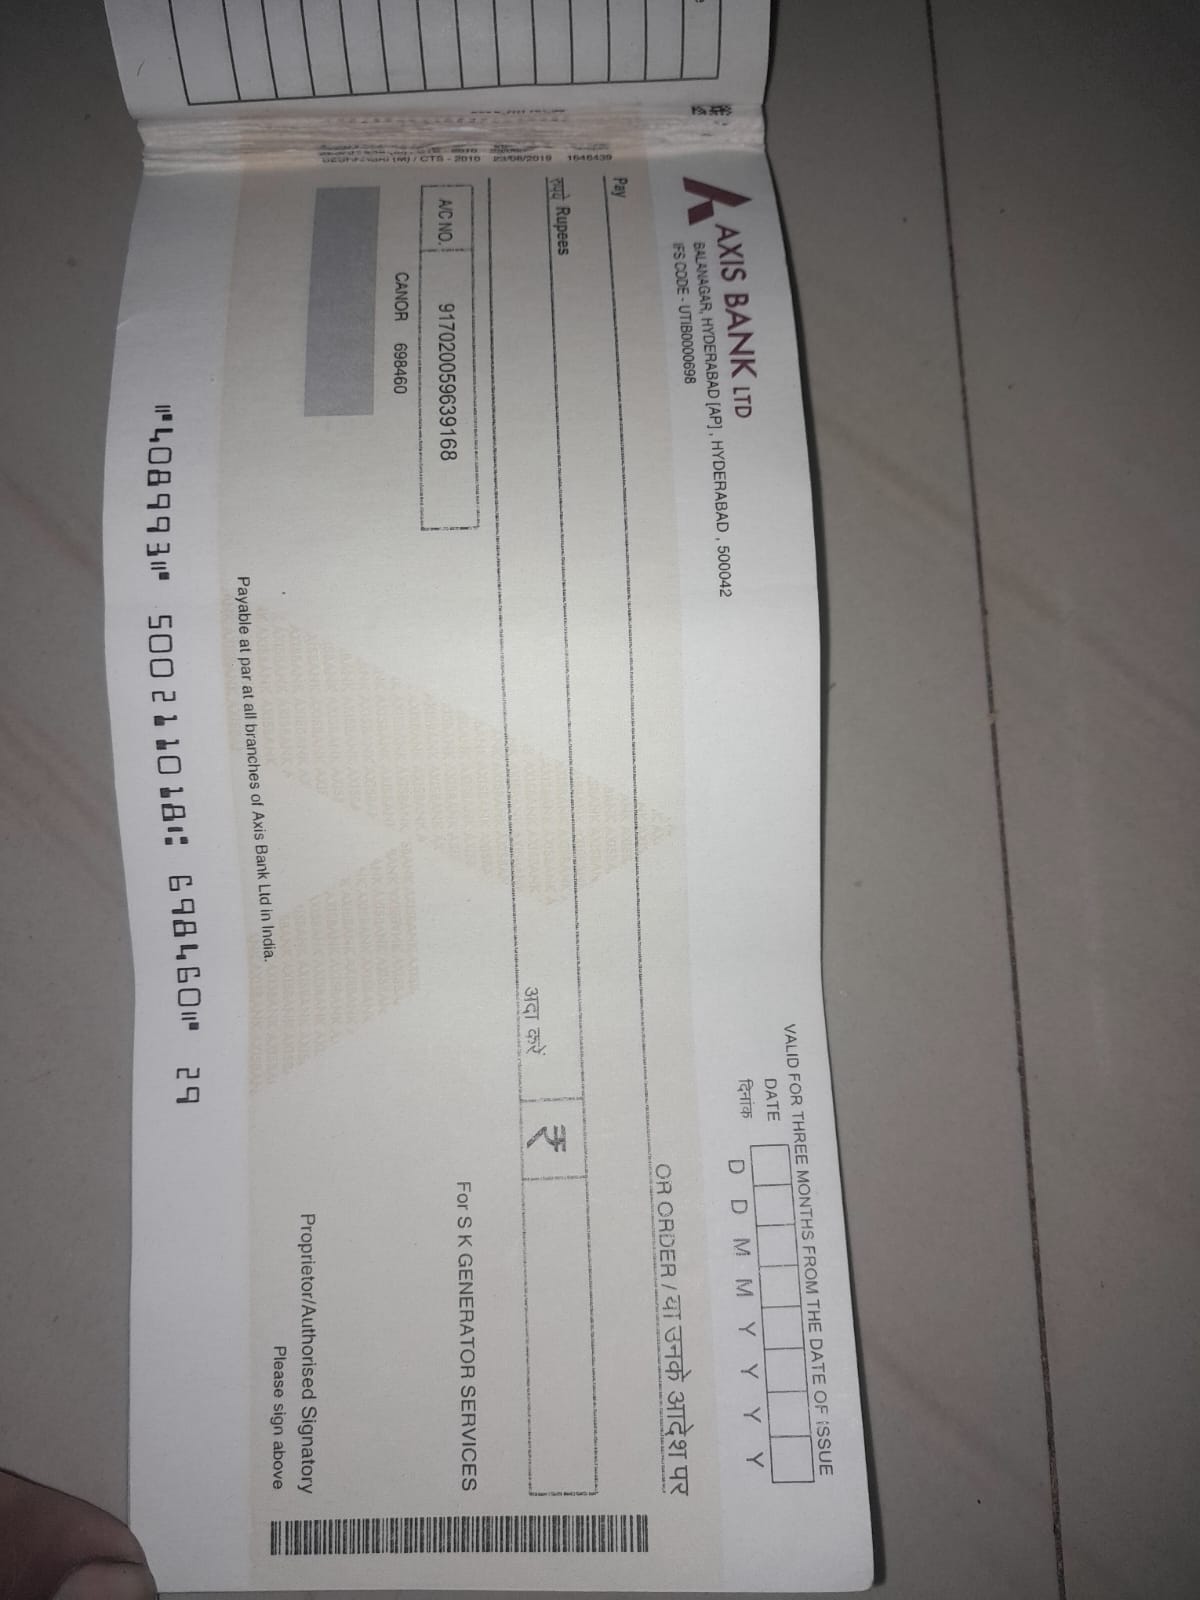 AXIS BANK LTD
BALANAGAR, HYDERABAD [AP] , HYDERABAD , 500042
IFS CODE - UTIB0000698
VALID FOR THREE MONTHS FROM THE DATE OF ISSUE
DATE
दिनांक
D D M M Y Y Y Y
Pay
OR ORDER / या उनके आदेश पर
रुपये Rupees
अदा करें ₹
A/C NO. 917020059639168
CANOR 698460
For S K GENERATOR SERVICES
Proprietor/Authorised Signatory
Please sign above
Payable at par at all branches of Axis Bank Ltd in India.
⑈408993⑈ 500211018⑆ 698460⑈ 29